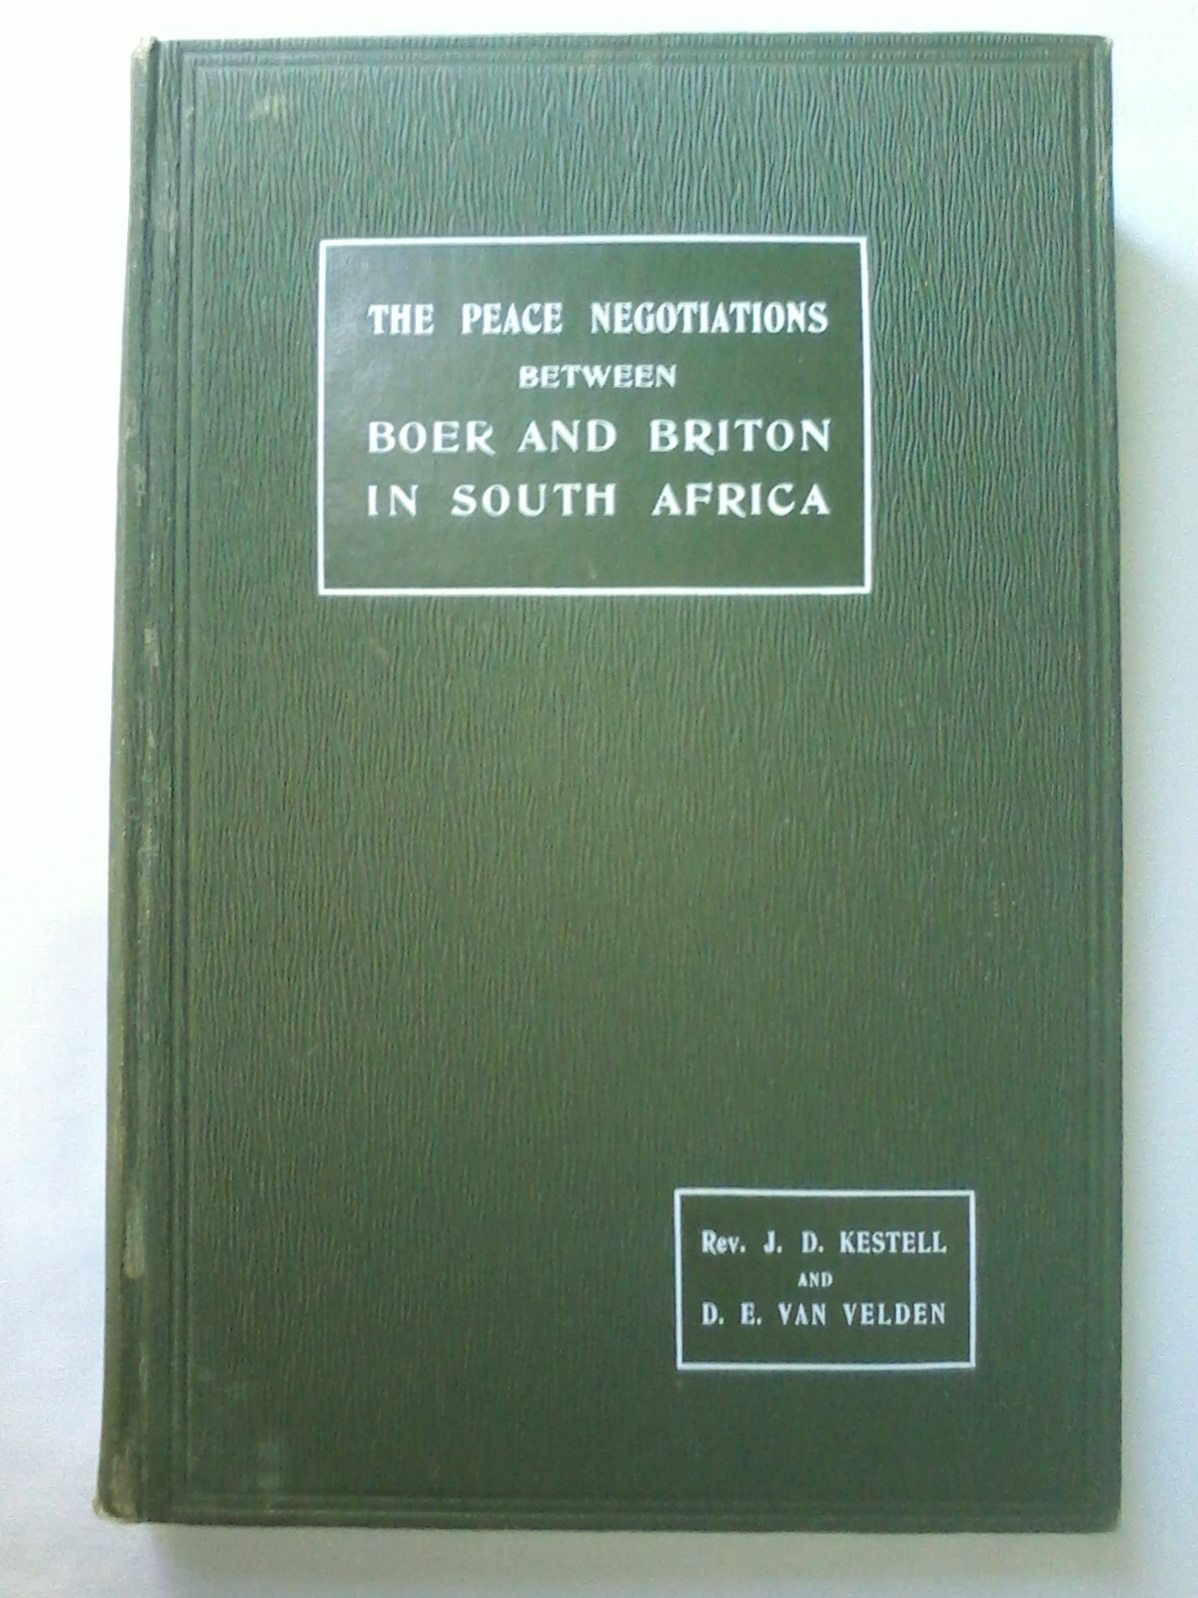 THE PEACE NEGOTIATIONS
BETWEEN
BOER AND BRITON
IN SOUTH AFRICA
Rev. J. D. KESTELL
AND
D. E. VAN VELDEN